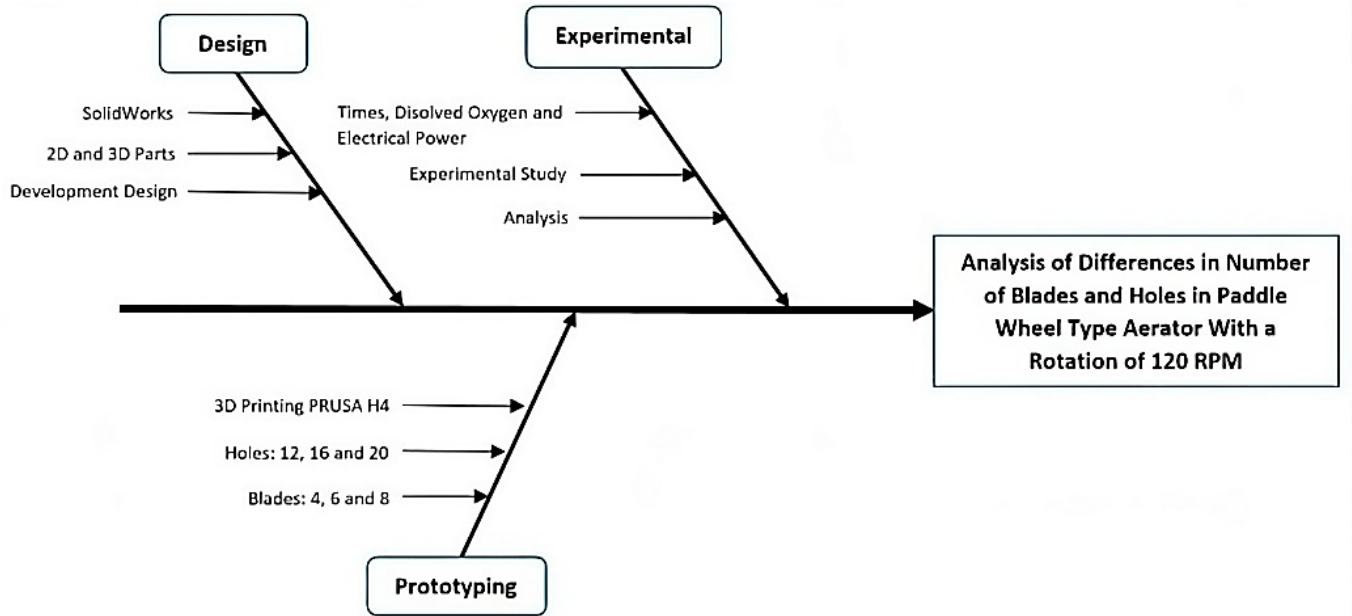 Design
Experimental
SolidWorks
2D and 3D Parts
Development Design
Times, Disolved Oxygen and
Electrical Power
Experimental Study
Analysis
Analysis of Differences in Number
of Blades and Holes in Paddle
Wheel Type Aerator With a
Rotation of 120 RPM
3D Printing PRUSA H4
Holes: 12, 16 and 20
Blades: 4, 6 and 8
Prototyping